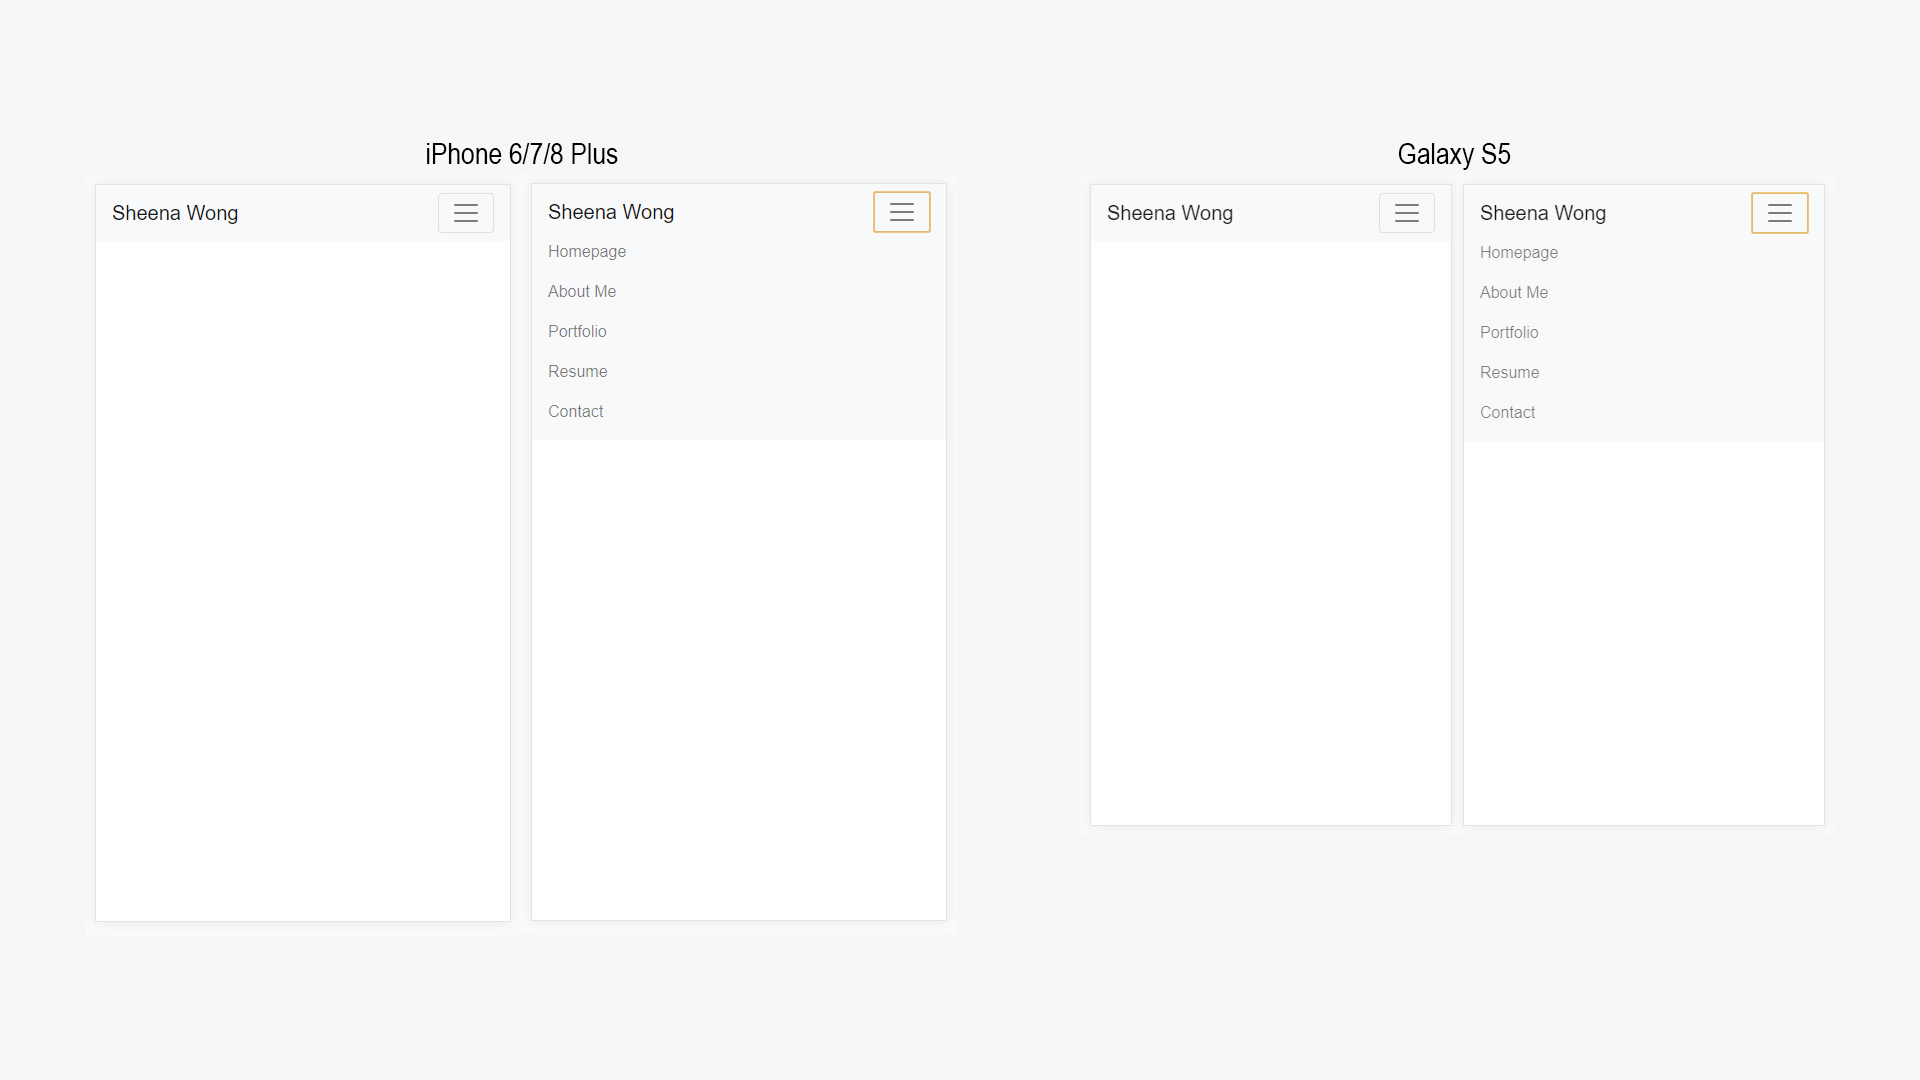 iPhone 6/7/8 Plus
Sheena Wong
Sheena Wong
Homepage
About Me
Portfolio
Resume
Contact
Galaxy S5
Sheena Wong
Sheena Wong
Homepage
About Me
Portfolio
Resume
Contact